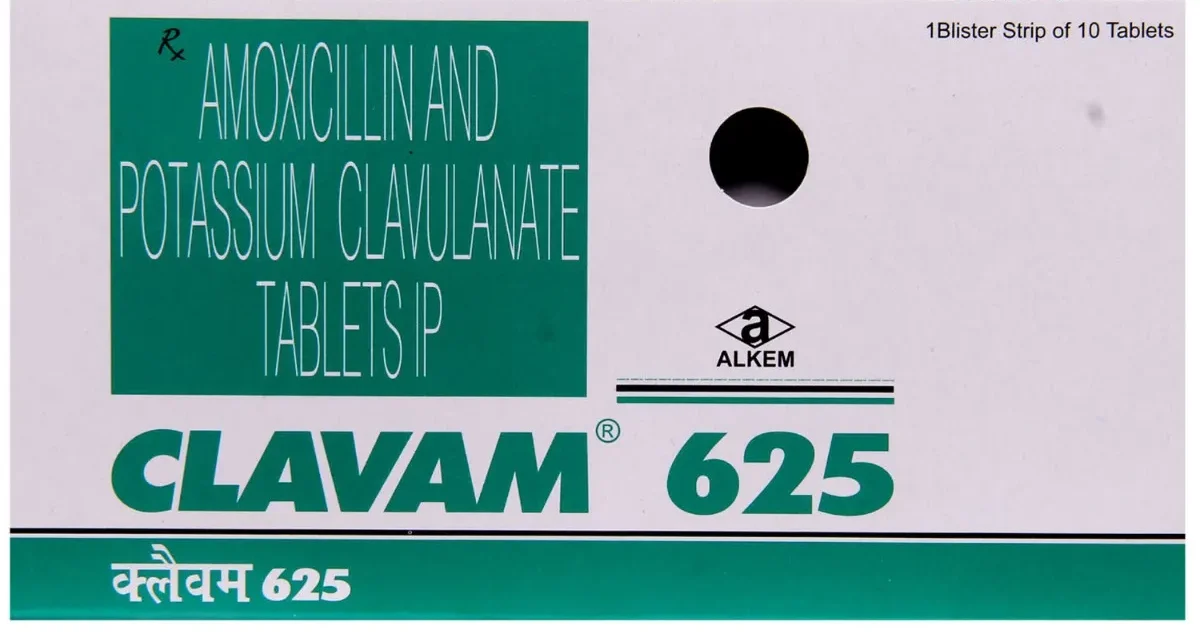 1Blister Strip of 10 Tablets
Rx AMOXICILLIN AND
POTASSIUM CLAVULANATE
TABLETS IP
a
ALKEM
CLAVAM® 625
क्लैवम 625